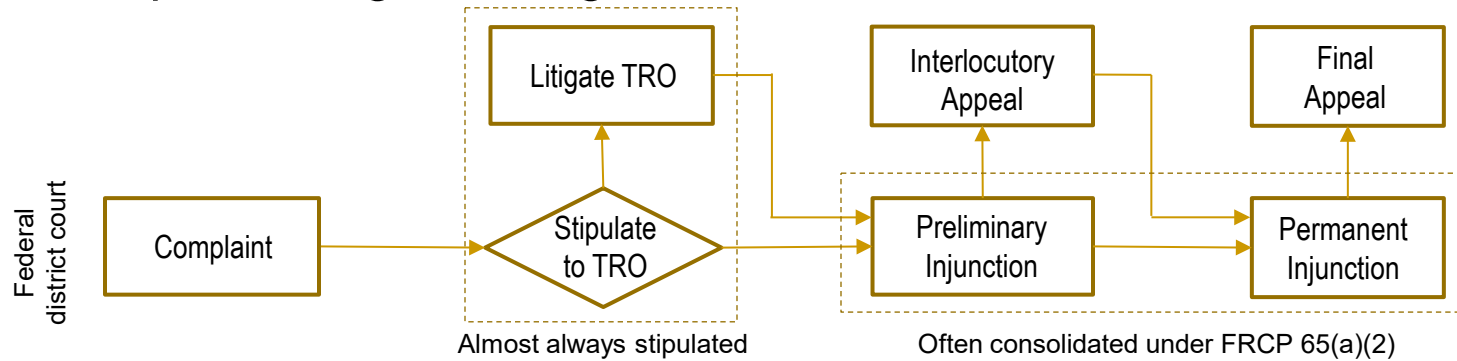 Litigate TRO
Interlocutory
Appeal
Final
Appeal
Federal
district court
Complaint
Stipulate
to TRO
Preliminary
Injunction
Permanent
Injunction
Almost always stipulated
Often consolidated under FRCP 65(a)(2)